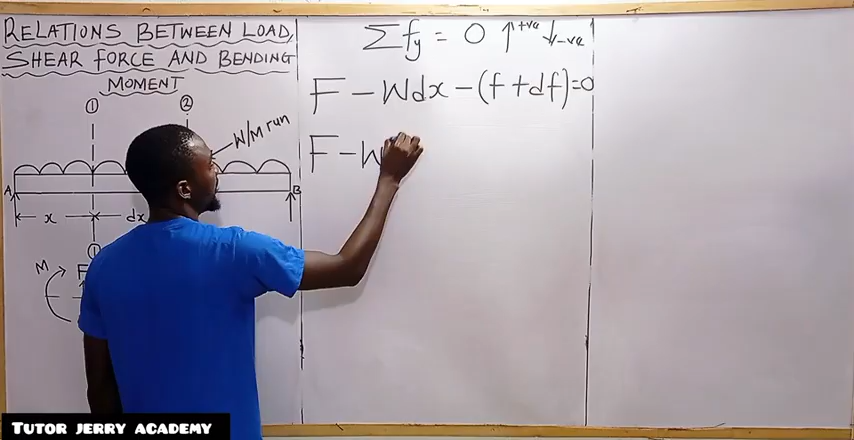 RELATIONS BETWEEN LOAD,
SHEAR FORCE AND BENDING
MOMENT
① ②
W/M run
A B
x dx
①
M F
Σfy = 0 ↑+ve ↓-ve
F - Wdx - (f + df) = 0
F - W
TUTOR JERRY ACADEMY